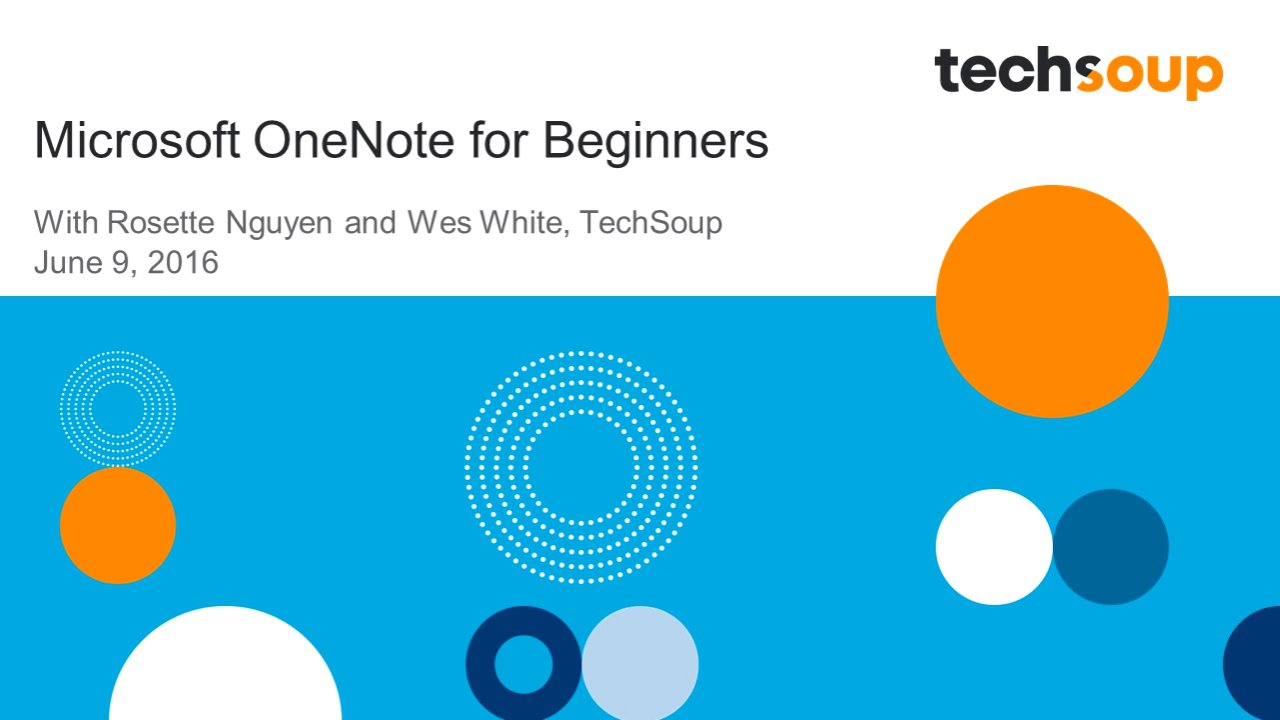 techsoup
Microsoft OneNote for Beginners
With Rosette Nguyen and Wes White, TechSoup
June 9, 2016